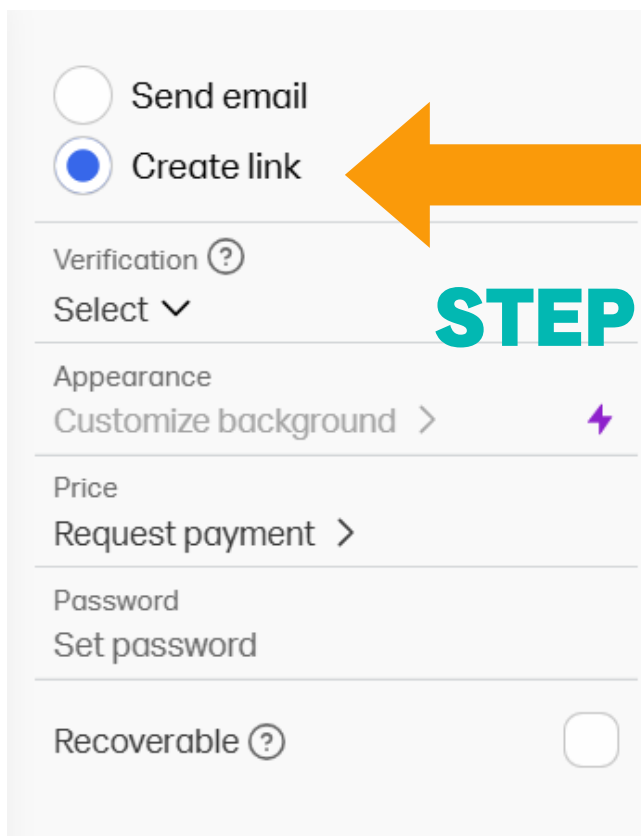 Send email
Create link
Verification ?
Select
STEP
Appearance
Customize background >
Price
Request payment >
Password
Set password
Recoverable ?